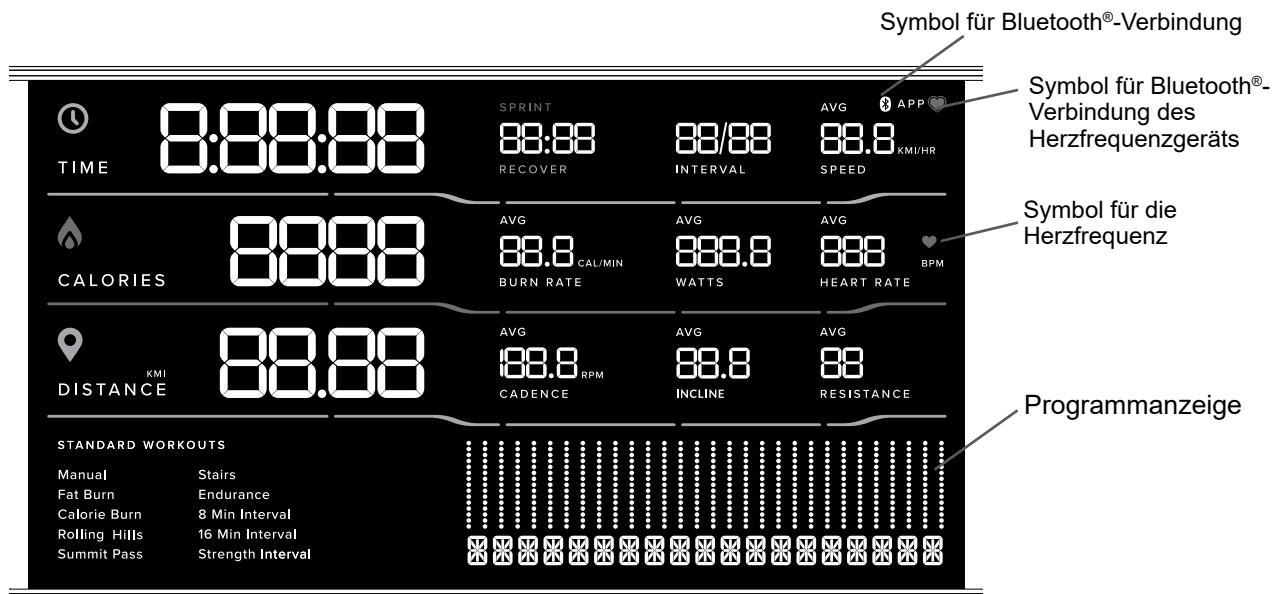 Symbol für Bluetooth®-Verbindung
Symbol für Bluetooth®-
Verbindung des
Herzfrequenzgeräts
Symbol für die
Herzfrequenz
Programmanzeige
TIME
8:88:88
SPRINT
88:88
RECOVER
88/88
INTERVAL
AVG
APP
88.8 KMI/HR
SPEED
CALORIES
8888
AVG
88.8 CAL/MIN
BURN RATE
AVG
888.8
WATTS
AVG
888
BPM
HEART RATE
KMI
DISTANCE
88.88
AVG
188.8 RPM
CADENCE
AVG
88.8
INCLINE
AVG
88
RESISTANCE
STANDARD WORKOUTS
Manual
Fat Burn
Calorie Burn
Rolling Hills
Summit Pass
Stairs
Endurance
8 Min Interval
16 Min Interval
Strength Interval